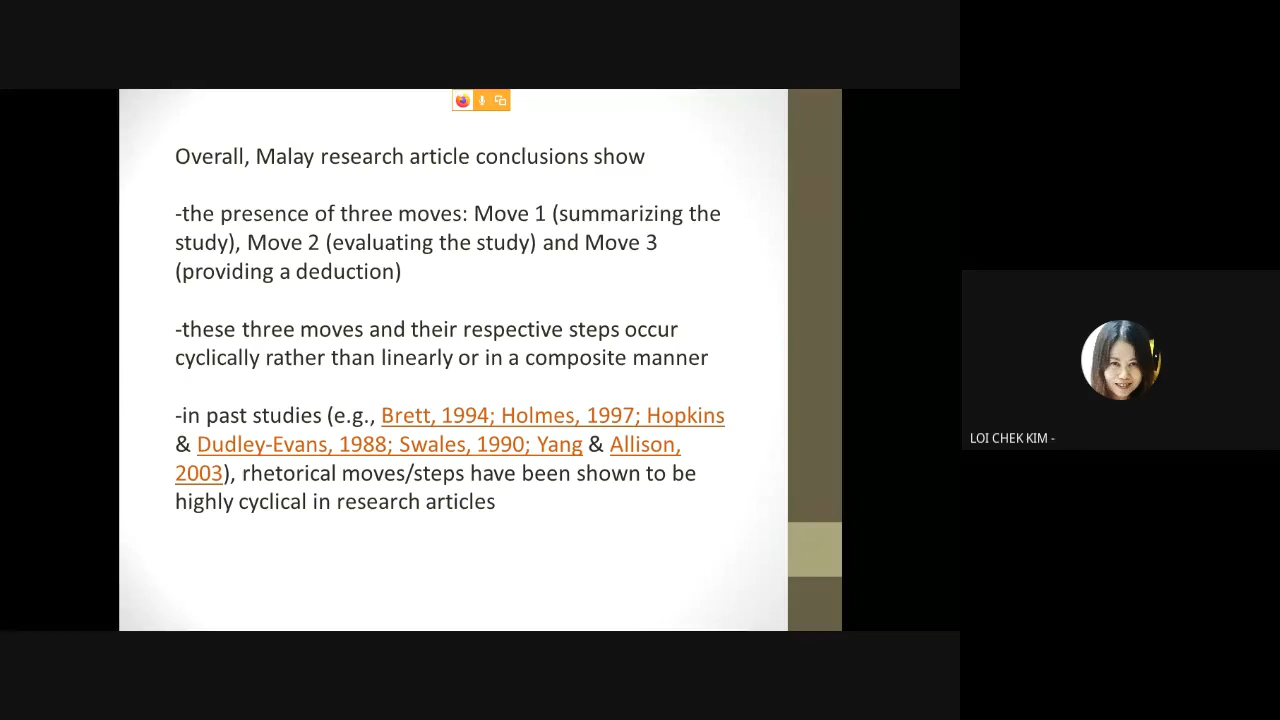 Overall, Malay research article conclusions show
-the presence of three moves: Move 1 (summarizing the
study), Move 2 (evaluating the study) and Move 3
(providing a deduction)
-these three moves and their respective steps occur
cyclically rather than linearly or in a composite manner
-in past studies (e.g., Brett, 1994; Holmes, 1997; Hopkins
& Dudley-Evans, 1988; Swales, 1990; Yang & Allison,
2003), rhetorical moves/steps have been shown to be
highly cyclical in research articles
LOI CHEK KIM -